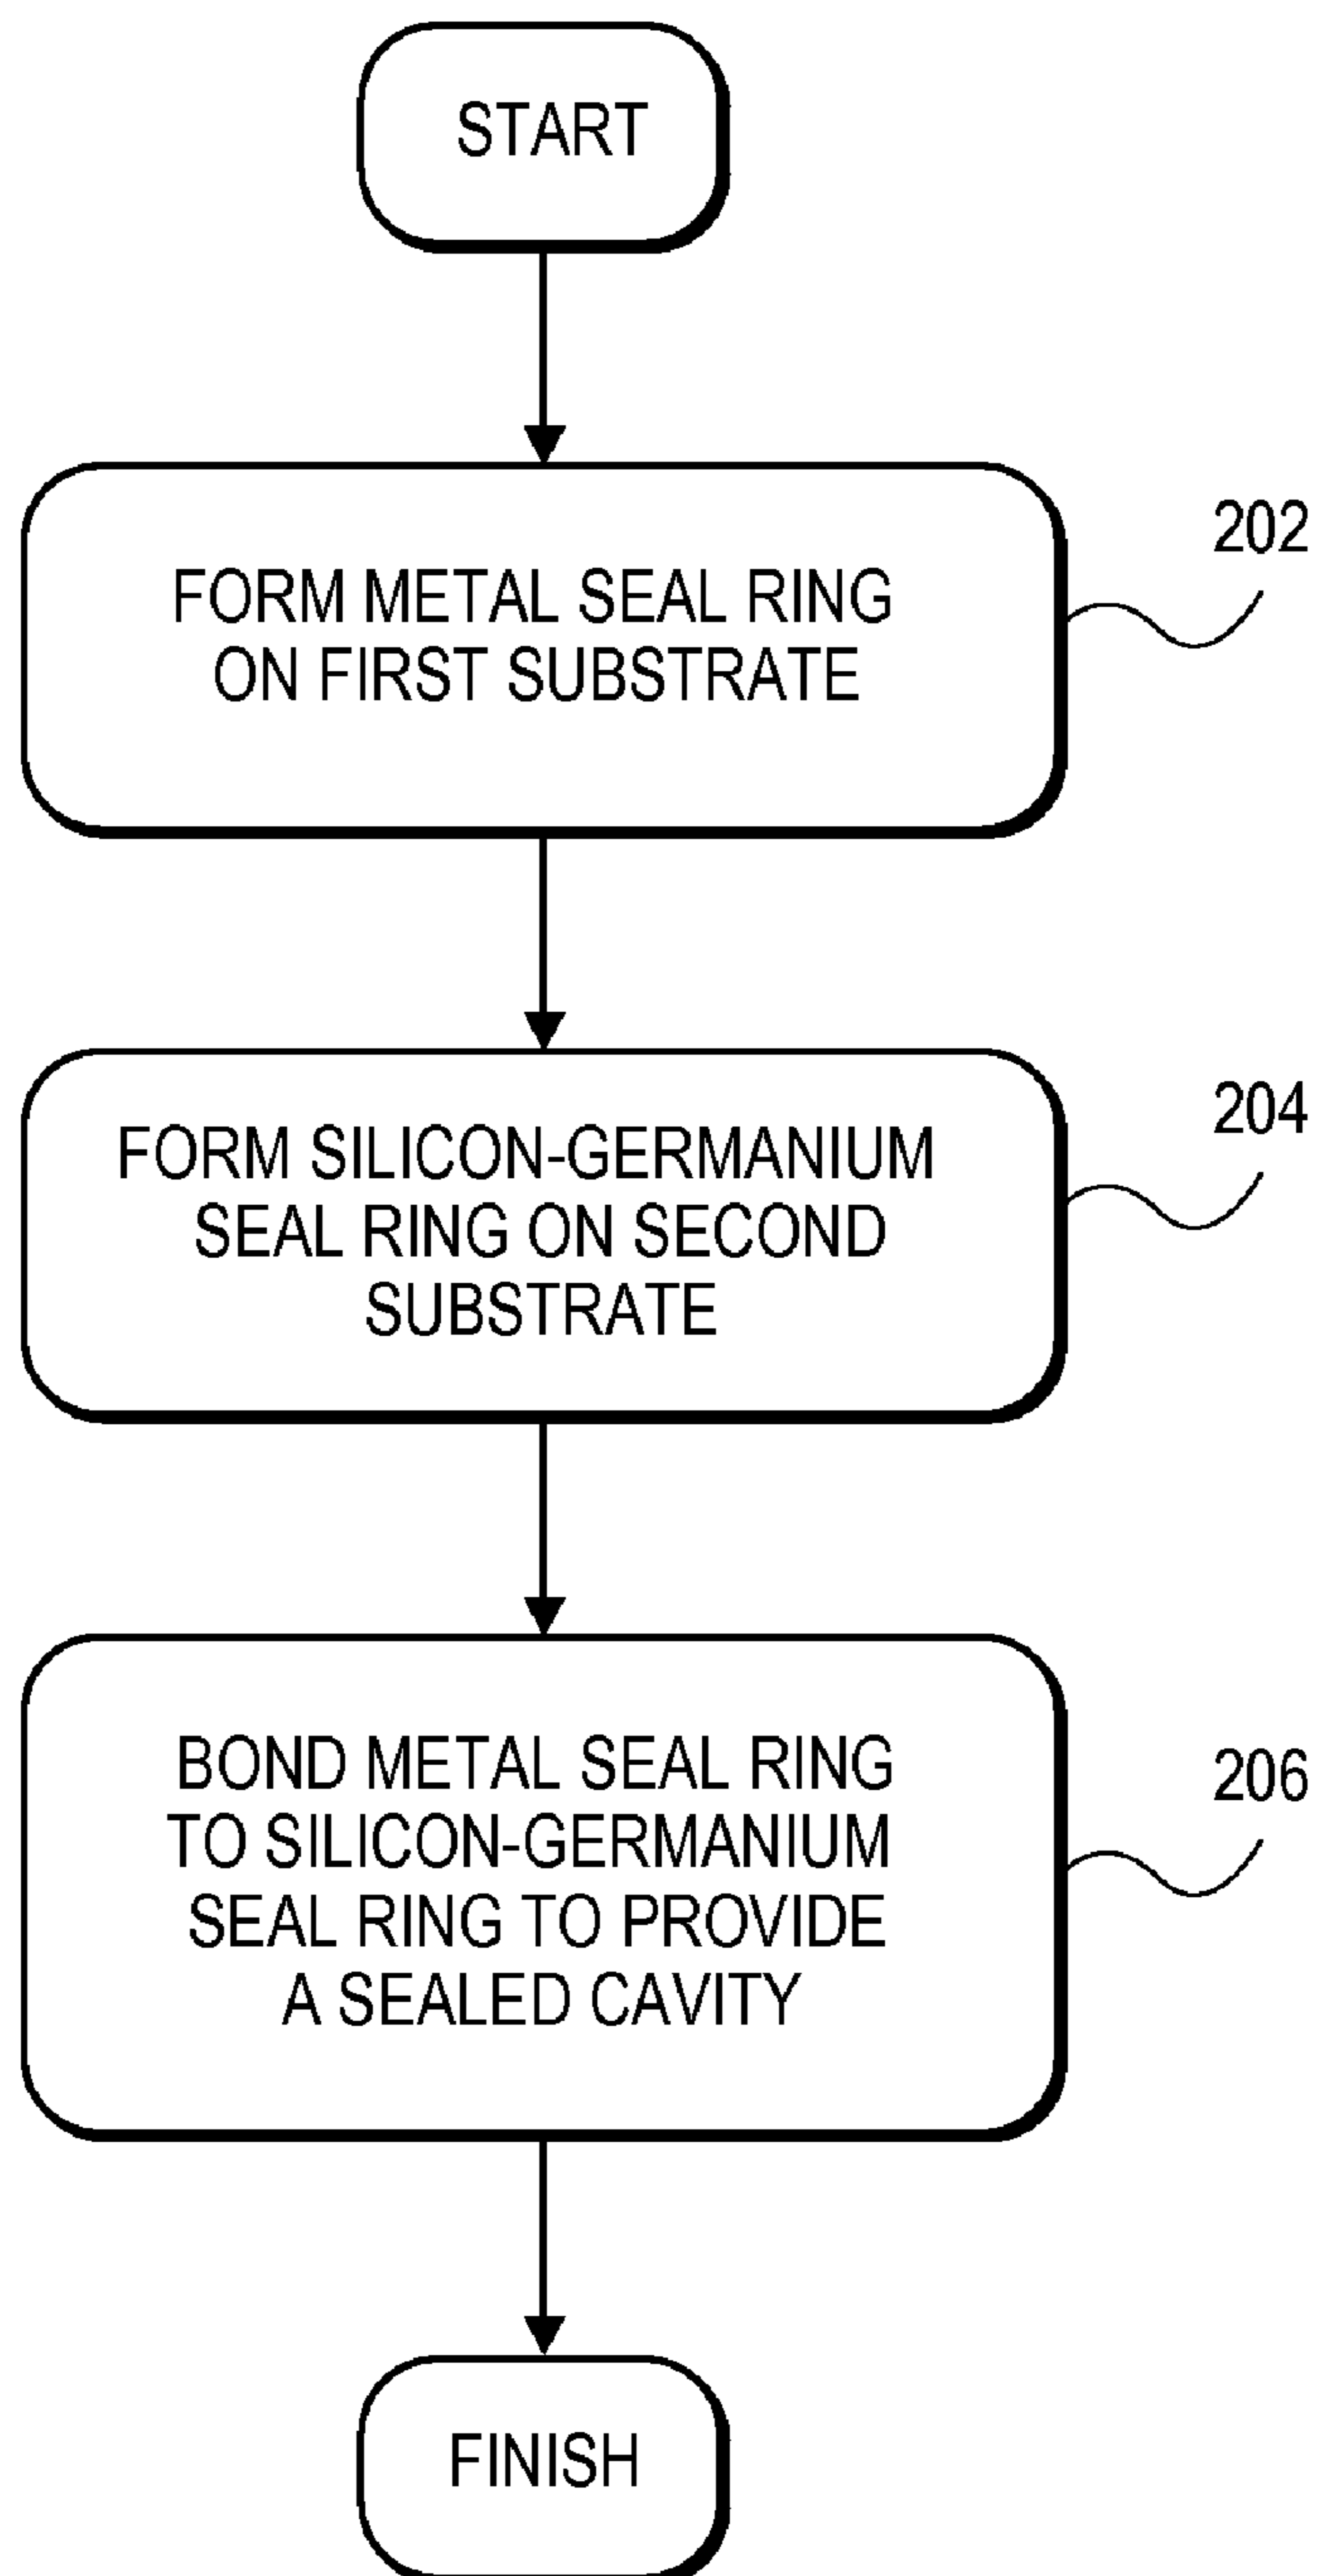 START
FORM METAL SEAL RING
ON FIRST SUBSTRATE
202
FORM SILICON-GERMANIUM
SEAL RING ON SECOND
SUBSTRATE
204
BOND METAL SEAL RING
TO SILICON-GERMANIUM
SEAL RING TO PROVIDE
A SEALED CAVITY
206
FINISH